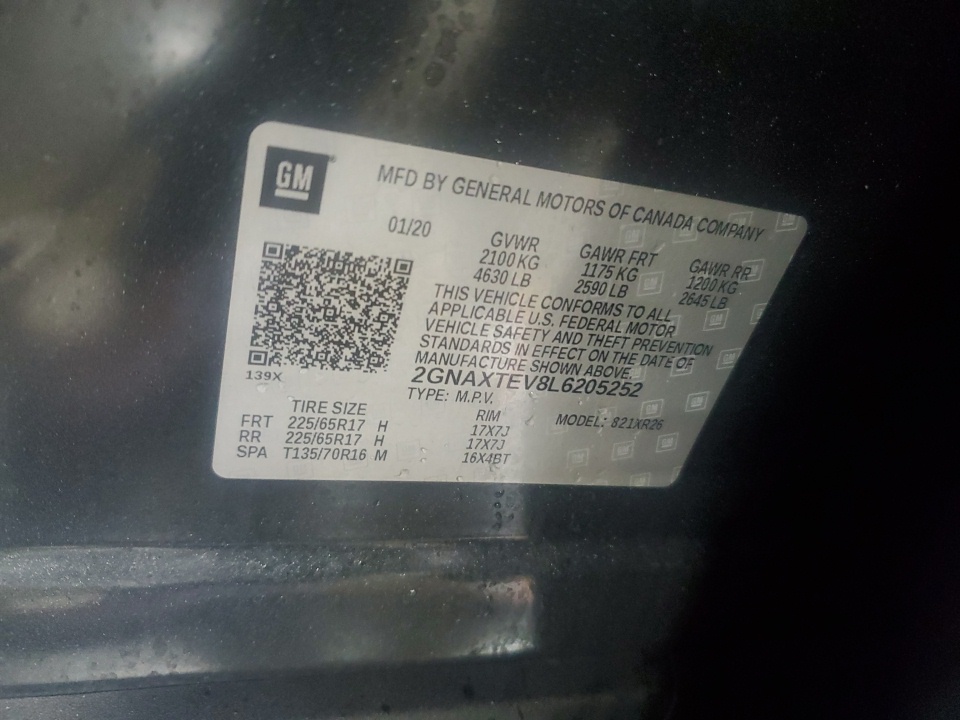 GM
MFD BY GENERAL MOTORS OF CANADA COMPANY
01/20
GVWR GAWR FRT GAWR RR
2100 KG 1175 KG 1200 KG
4630 LB 2590 LB 2645 LB
THIS VEHICLE CONFORMS TO ALL
APPLICABLE U.S. FEDERAL MOTOR
VEHICLE SAFETY AND THEFT PREVENTION
STANDARDS IN EFFECT ON THE DATE OF
MANUFACTURE SHOWN ABOVE.
2GNAXTEV8L6205252
139X
TYPE: M.P.V.
MODEL: 821XR26
TIRE SIZE RIM
FRT 225/65R17 H 17X7J
RR 225/65R17 H 17X7J
SPA T135/70R16 M 16X4BT